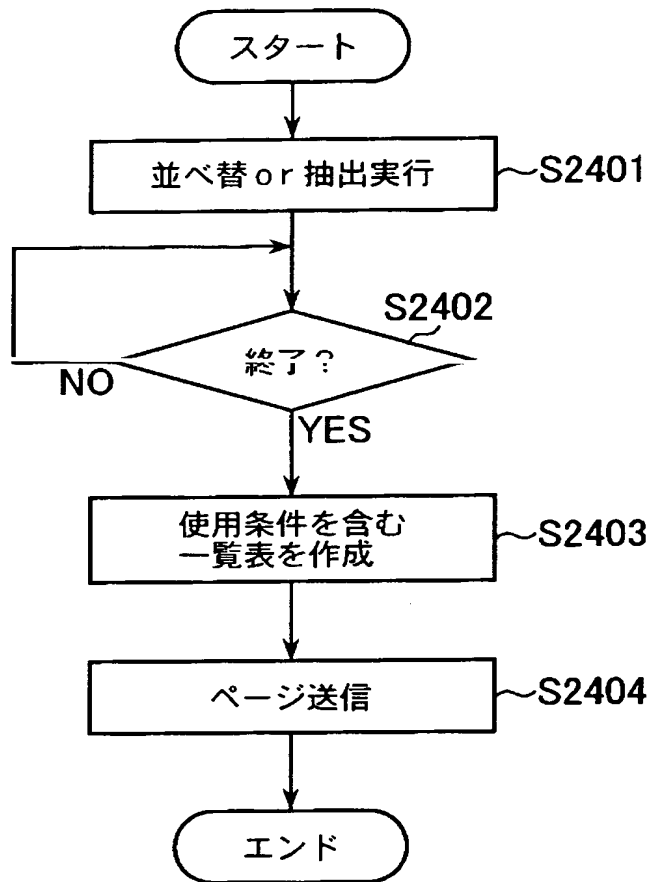 スタート
並べ替or抽出実行
S2401
S2402
終了?
NO
YES
使用条件を含む
一覧表を作成
S2403
ページ送信
S2404
エンド